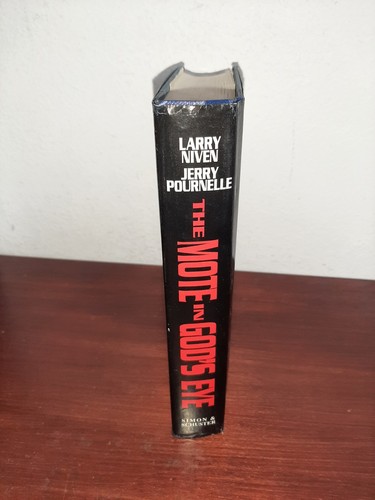 LARRY
NIVEN
JERRY
POURNELLE
THE MOTE IN GOD'S EYE
SIMON &
SCHUSTER